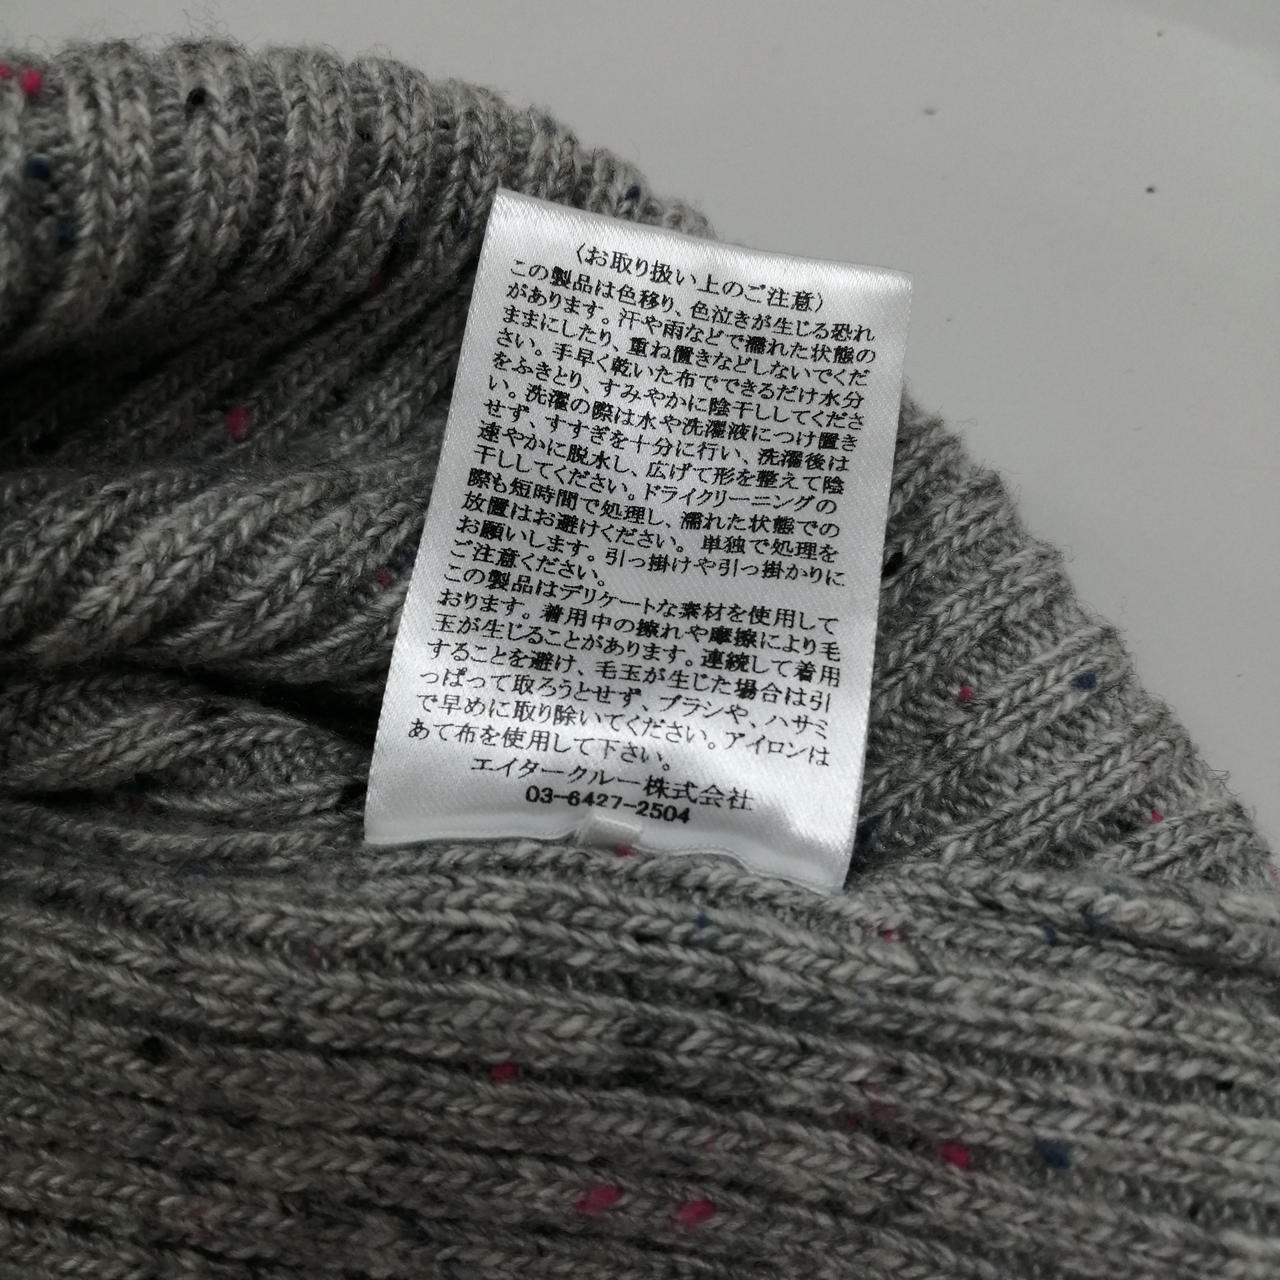 〈お取り扱い上のご注意〉
この製品は色移り、色泣きが生じる恐れ
があります。汗や雨などで濡れた状態の
ままにしたり、重ね置きなどしないでくだ
さい。手早く乾いた布でできるだけ水分
をふきとり、すみやかに陰干ししてくださ
い。洗濯の際は水や洗濯液につけ置き
せず、すすぎを十分に行い、洗濯後は
速やかに脱水し、広げて形を整えて陰
干ししてください。ドライクリーニングの
際も短時間で処理し、濡れた状態での
放置はお避けください。単独で処理を
お願いします。引っ掛けや引っ掛かりに
ご注意ください。
この製品はデリケートな素材を使用して
おります。着用中の擦れや摩擦により毛
玉が生じることがあります。連続して着用
することを避け、毛玉が生じた場合は引
っぱって取ろうとせず、ブラシや、ハサミ
で早めに取り除いてください。アイロンは
あて布を使用して下さい。
エイタークルー株式会社
03-6427-2504